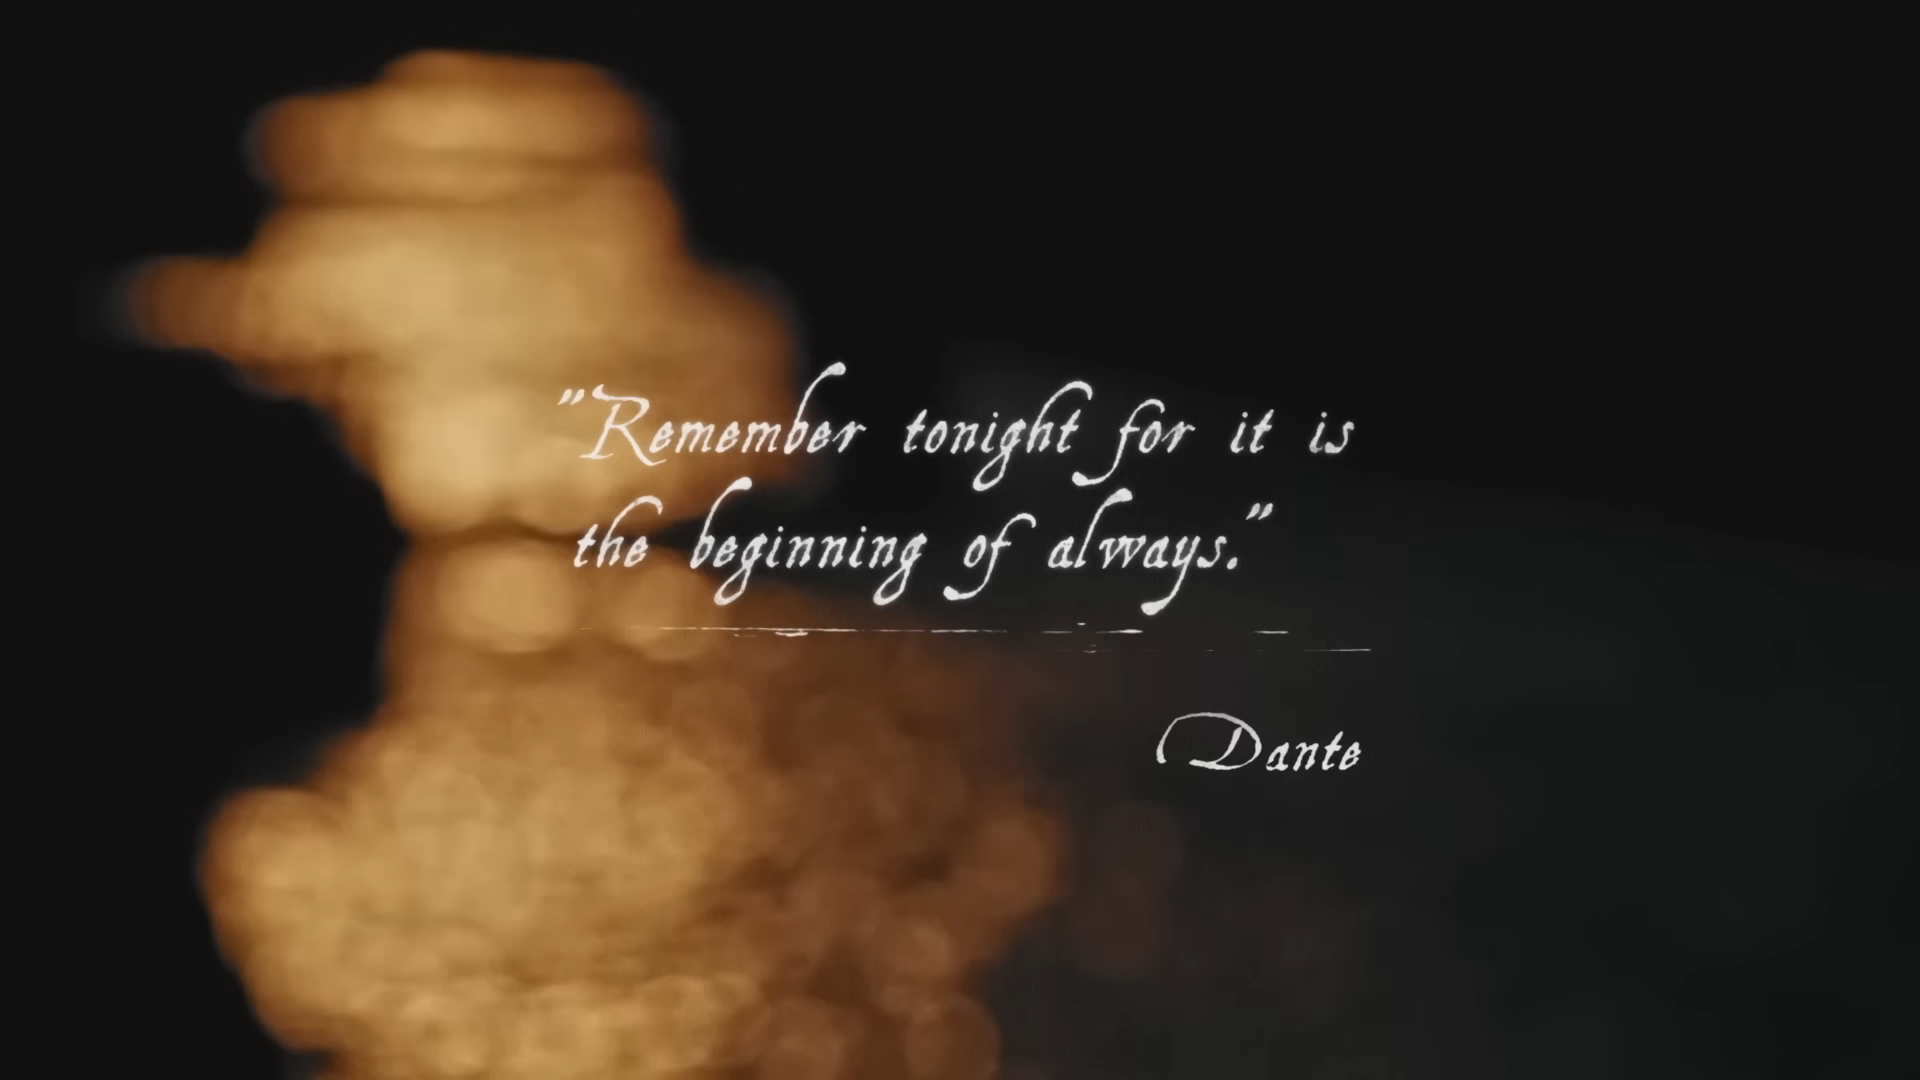 "Remember tonight for it is
the beginning of always."
Dante